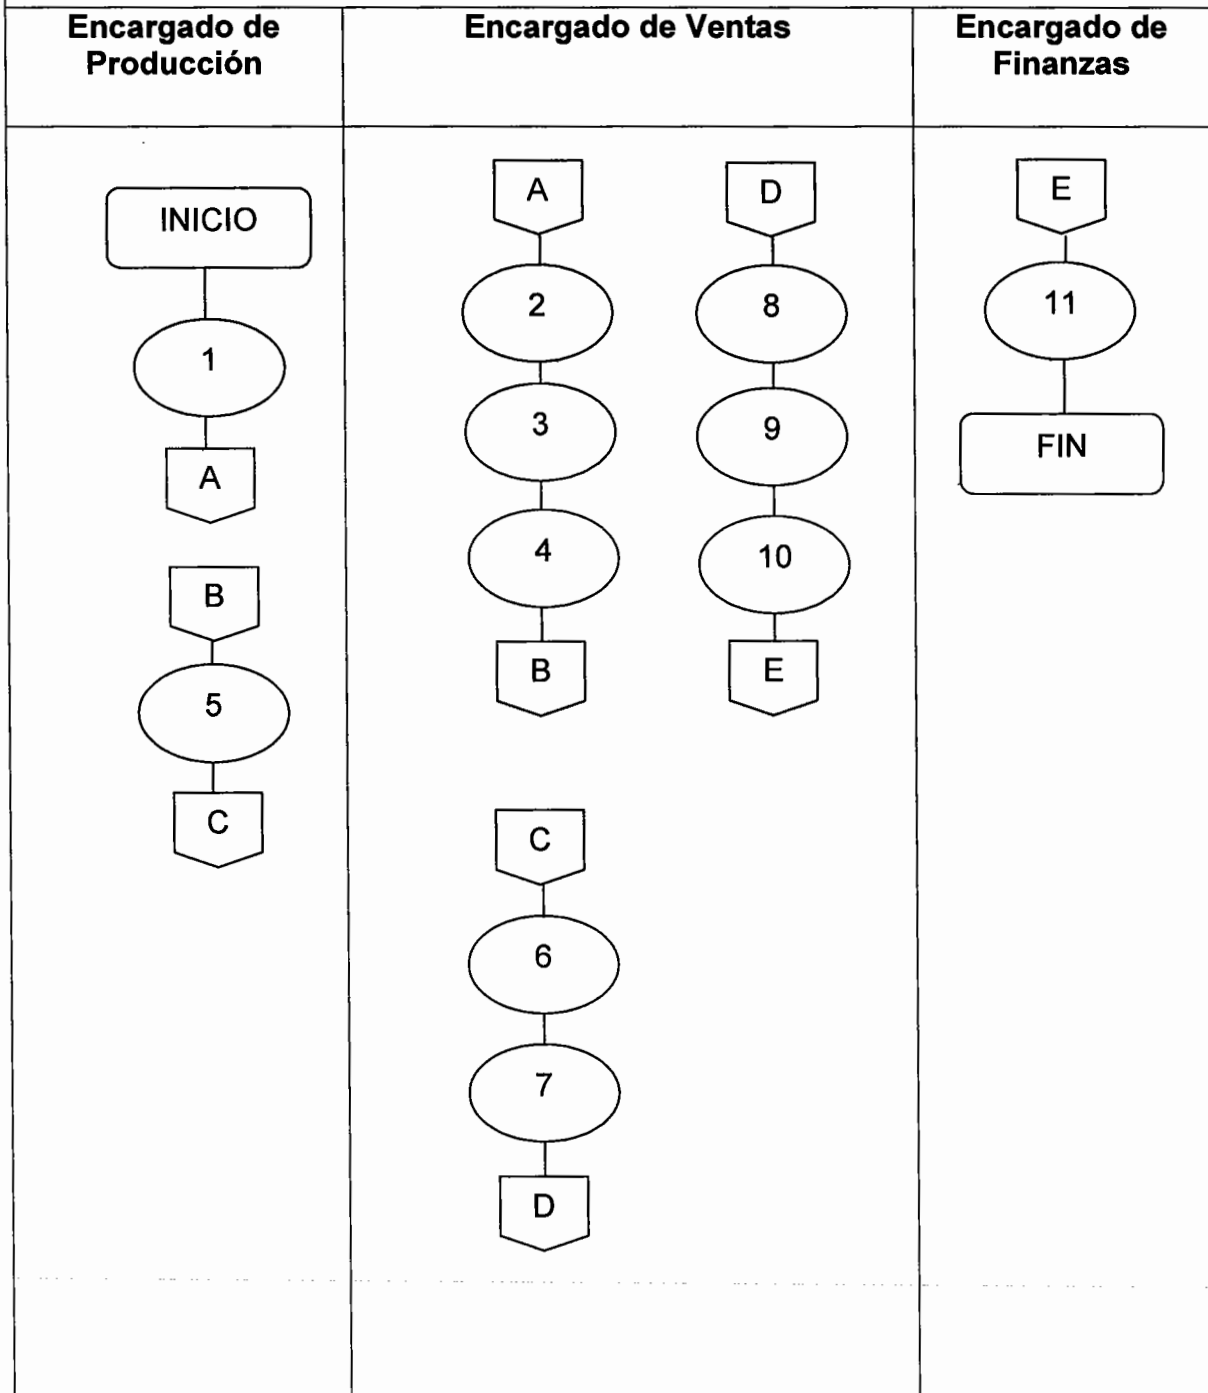 Encargado de
Producción
Encargado de Ventas
Encargado de
Finanzas
INICIO
1
A
B
5
C
A
2
3
4
B
C
6
7
D
D
8
9
10
E
E
11
FIN